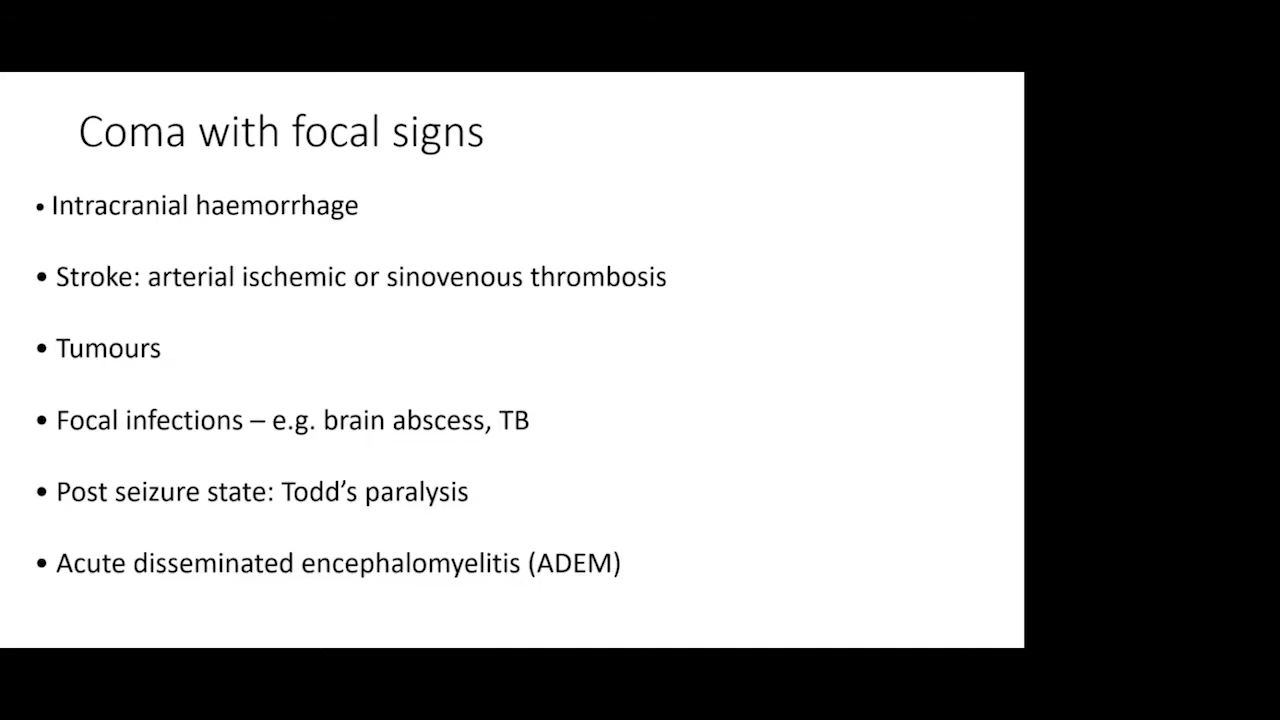 Coma with focal signs
• Intracranial haemorrhage
• Stroke: arterial ischemic or sinovenous thrombosis
• Tumours
• Focal infections – e.g. brain abscess, TB
• Post seizure state: Todd’s paralysis
• Acute disseminated encephalomyelitis (ADEM)